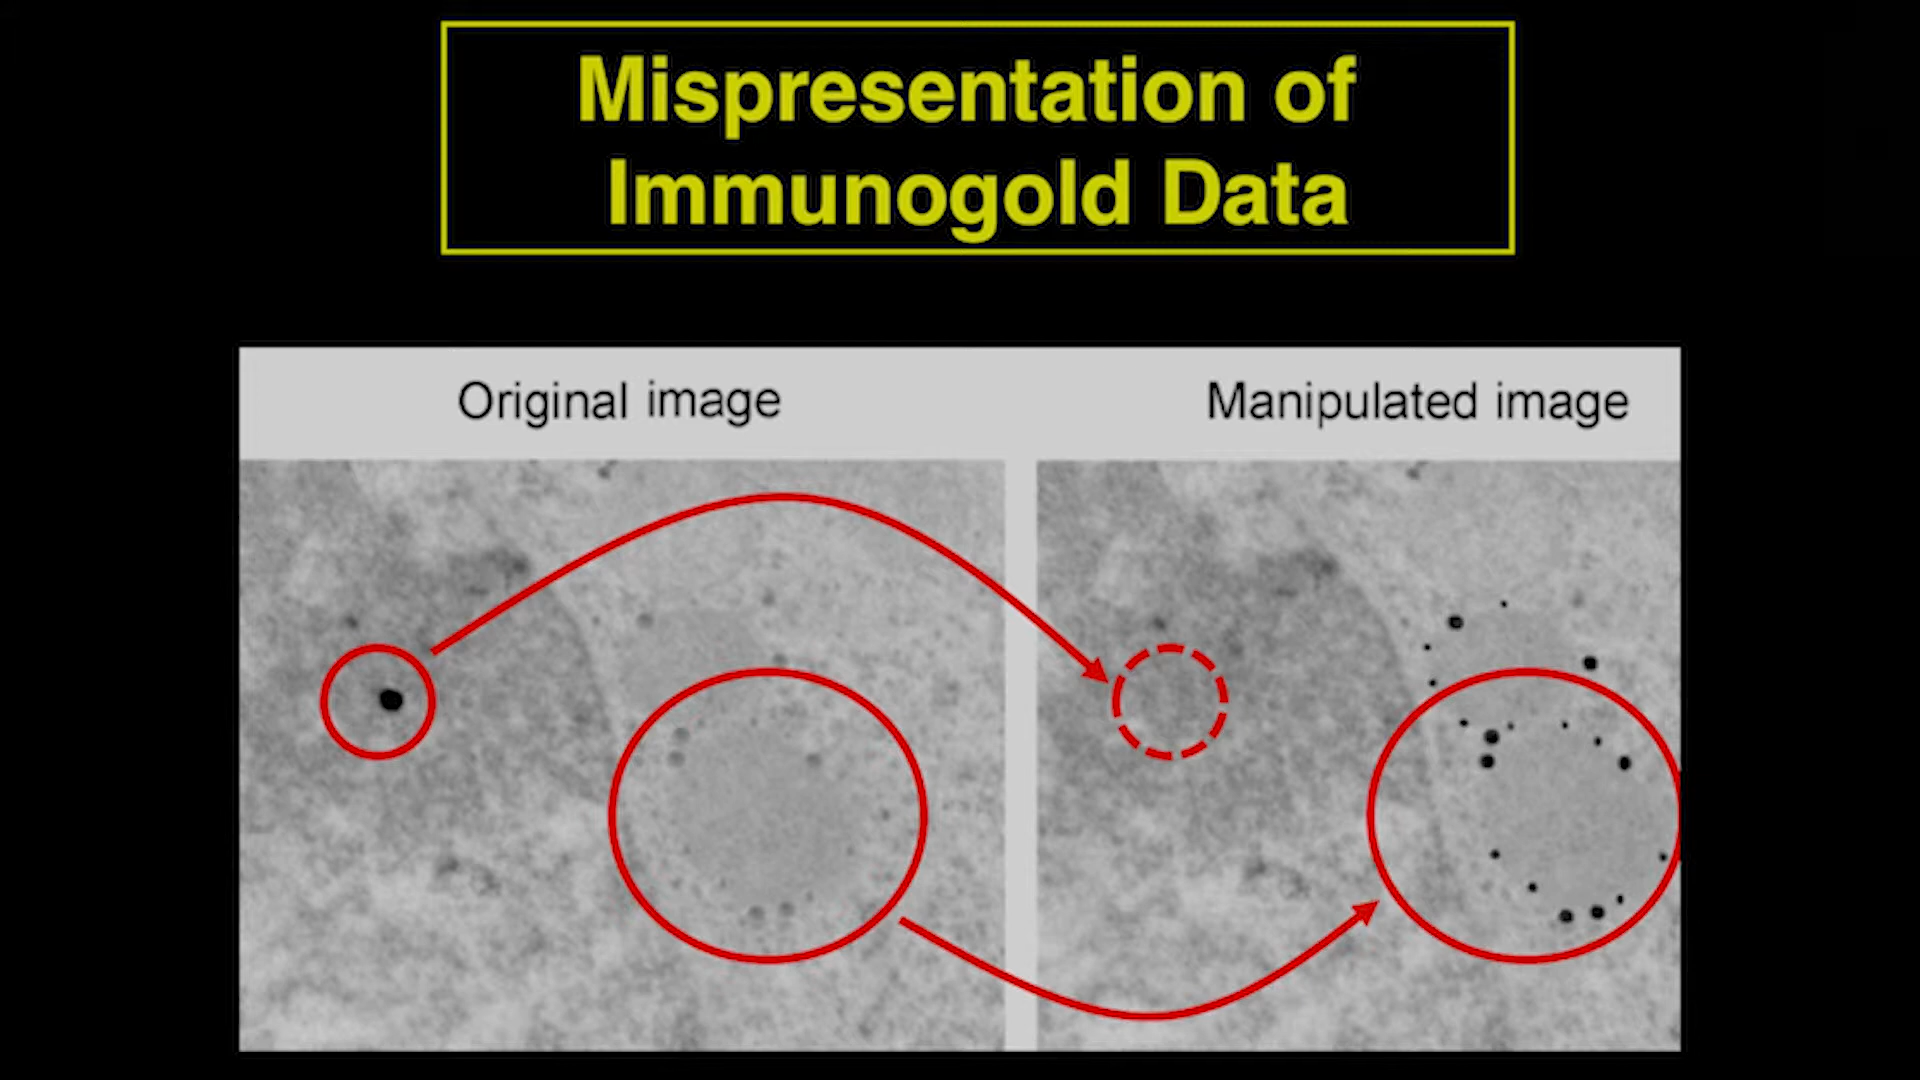 Mispresentation of
Immunogold Data
Original image
Manipulated image